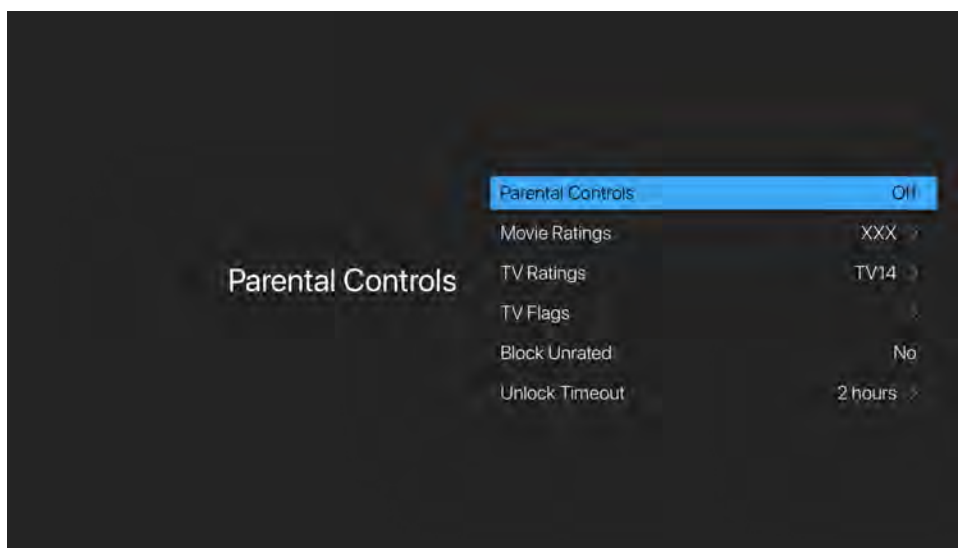 Parental Controls
Parental Controls Off
Movie Ratings XXX >
TV Ratings TV14 >
TV Flags >
Block Unrated No
Unlock Timeout 2 hours >